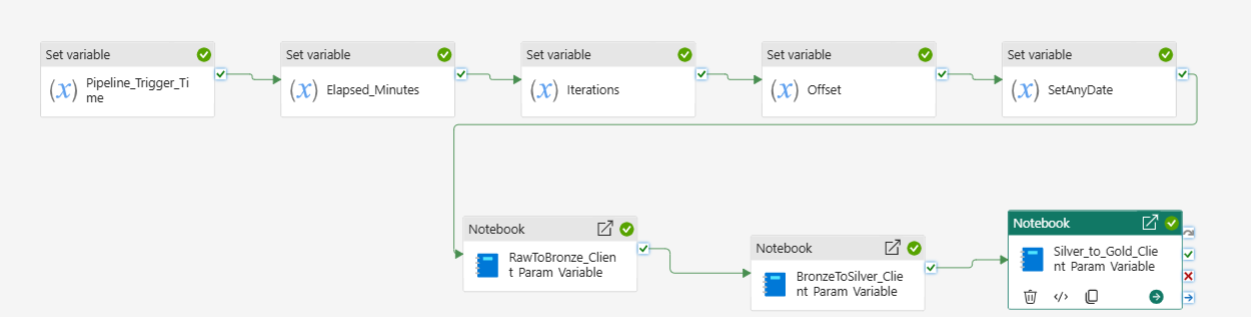 Set variable
(x) Pipeline_Trigger_Ti
me
Set variable
(x) Elapsed_Minutes
Set variable
(x) Iterations
Set variable
(x) Offset
Set variable
(x) SetAnyDate
Notebook
RawToBronze_Clien
t Param Variable
Notebook
BronzeToSilver_Clie
nt Param Variable
Notebook
Silver_to_Gold_Clie
nt Param Variable